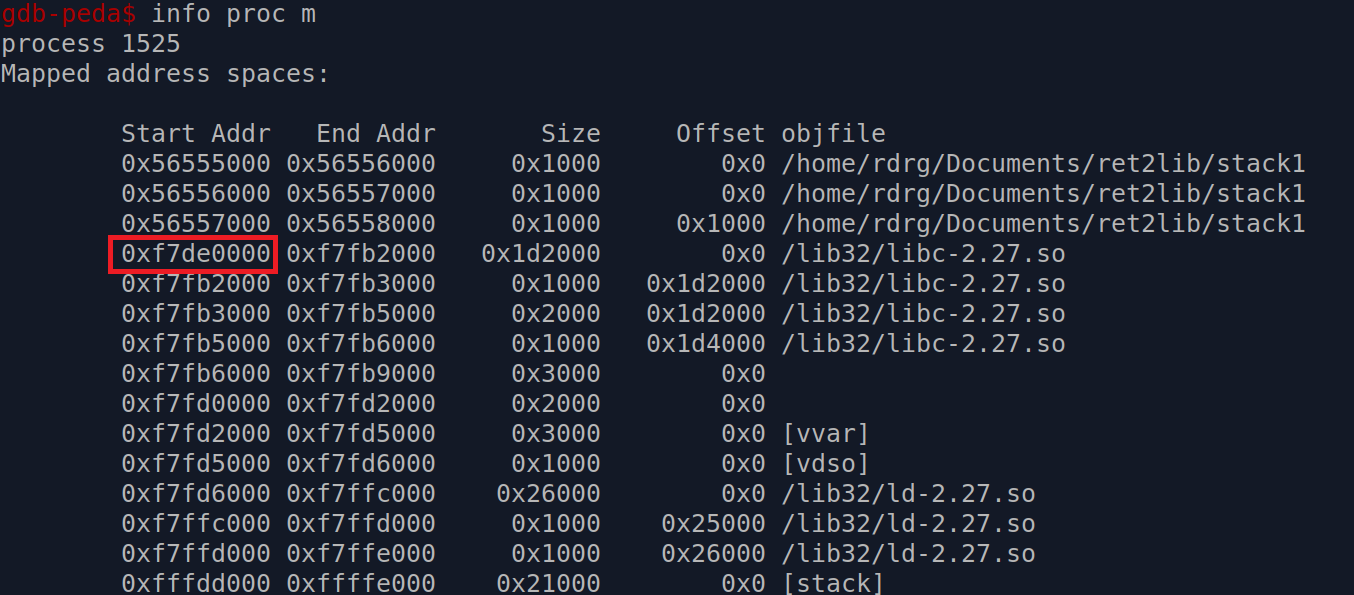 gdb-peda$ info proc m
process 1525
Mapped address spaces:
Start Addr End Addr Size Offset objfile
0x56555000 0x56556000 0x1000 0x0 /home/rdrg/Documents/ret2lib/stack1
0x56556000 0x56557000 0x1000 0x0 /home/rdrg/Documents/ret2lib/stack1
0x56557000 0x56558000 0x1000 0x1000 /home/rdrg/Documents/ret2lib/stack1
0xf7de0000 0xf7fb2000 0x1d2000 0x0 /lib32/libc-2.27.so
0xf7fb2000 0xf7fb3000 0x1000 0x1d2000 /lib32/libc-2.27.so
0xf7fb3000 0xf7fb5000 0x2000 0x1d2000 /lib32/libc-2.27.so
0xf7fb5000 0xf7fb6000 0x1000 0x1d4000 /lib32/libc-2.27.so
0xf7fb6000 0xf7fb9000 0x3000 0x0
0xf7fd0000 0xf7fd2000 0x2000 0x0
0xf7fd2000 0xf7fd5000 0x3000 0x0 [vvar]
0xf7fd5000 0xf7fd6000 0x1000 0x0 [vdso]
0xf7fd6000 0xf7ffc000 0x26000 0x0 /lib32/ld-2.27.so
0xf7ffc000 0xf7ffd000 0x1000 0x25000 /lib32/ld-2.27.so
0xf7ffd000 0xf7ffe000 0x1000 0x26000 /lib32/ld-2.27.so
0xfffdd000 0xffffe000 0x21000 0x0 [stack]